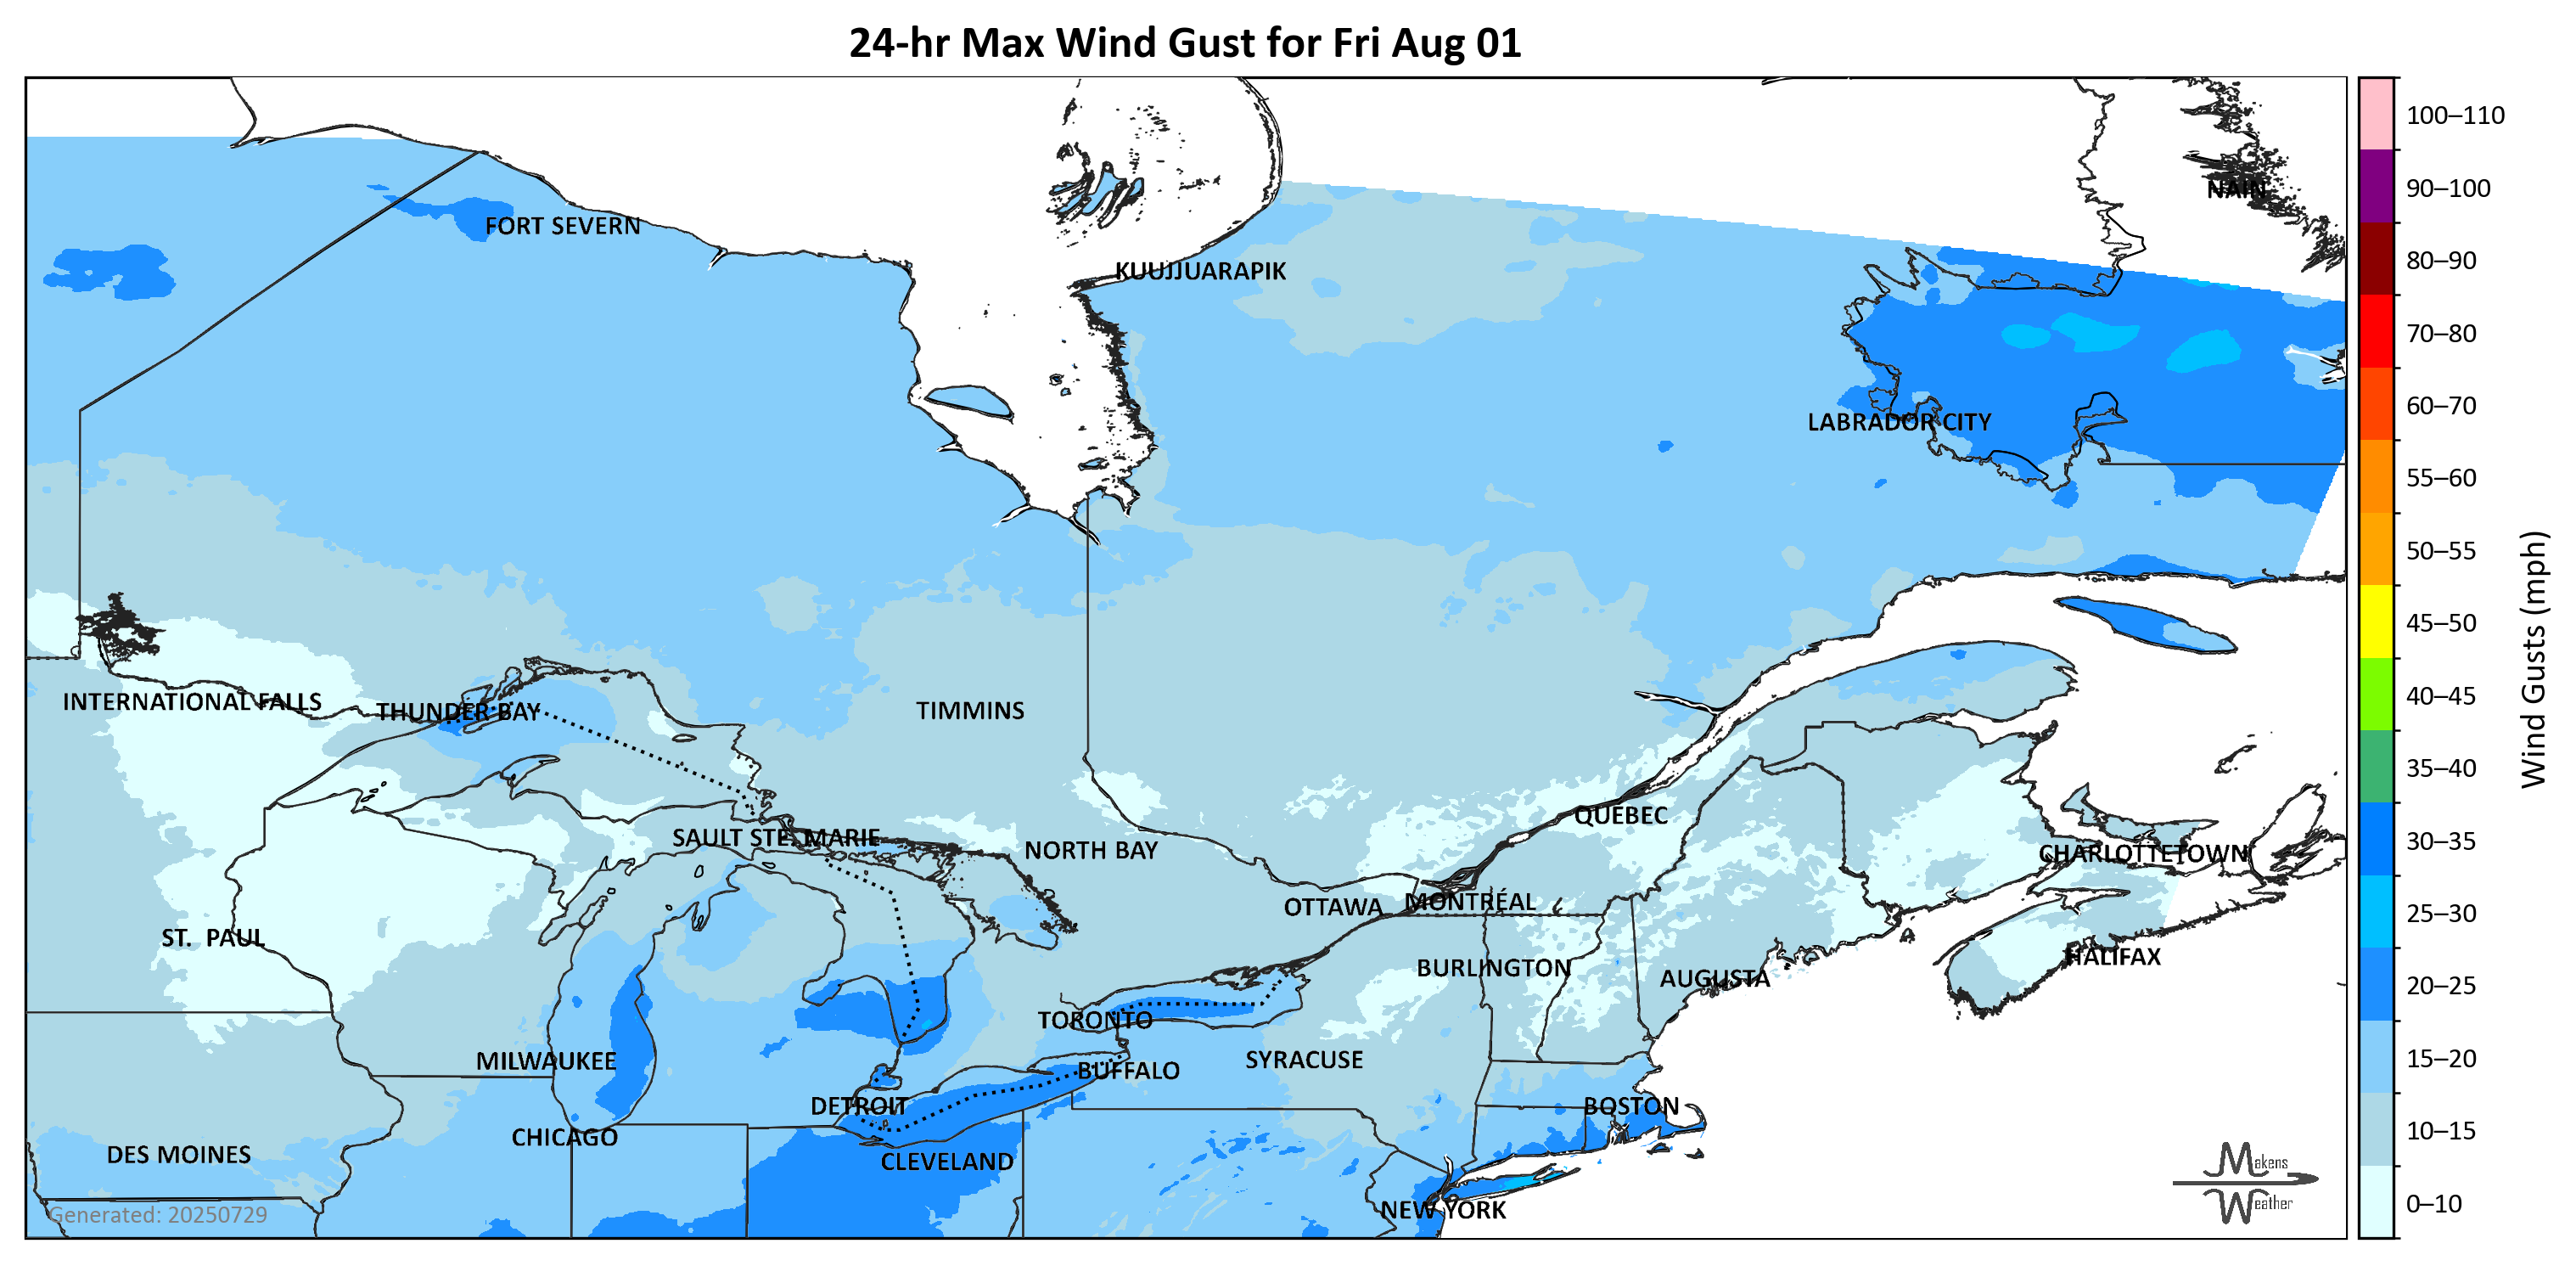 24-hr Max Wind Gust for Fri Aug 01
NAIN
FORT SEVERN
KUUJJUARAPIK
LABRADOR CITY
INTERNATIONAL FALLS
THUNDER BAY
TIMMINS
QUEBEC
SAULT STE. MARIE
NORTH BAY
CHARLOTTETOWN
OTTAWA
MONTRÉAL
ST. PAUL
HALIFAX
BURLINGTON
AUGUSTA
TORONTO
MILWAUKEE
SYRACUSE
BUFFALO
DETROIT
BOSTON
CHICAGO
DES MOINES
CLEVELAND
NEW YORK
Generated: 20250729
Makens
Weather
100–110
90–100
80–90
70–80
60–70
55–60
50–55
45–50
40–45
35–40
30–35
25–30
20–25
15–20
10–15
0–10
Wind Gusts (mph)